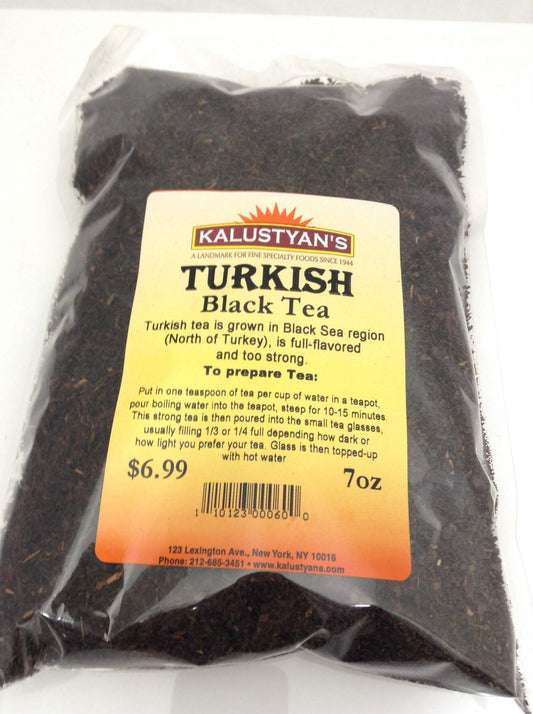 KALUSTYAN'S
A LANDMARK FOR FINE SPECIALTY FOODS SINCE 1944
TURKISH
Black Tea
Turkish tea is grown in Black Sea region
(North of Turkey), is full-flavored
and too strong.
To prepare Tea:
Put in one teaspoon of tea per cup of water in a teapot,
pour boiling water into the teapot, steep for 10-15 minutes.
This strong tea is then poured into the small tea glasses,
usually filling 1/3 or 1/4 full depending how dark or
how light you prefer your tea. Glass is then topped-up
with hot water
$6.99 7oz
1 10123 00060 0
123 Lexington Ave., New York, NY 10016
Phone: 212-685-3451 • www.kalustyans.com